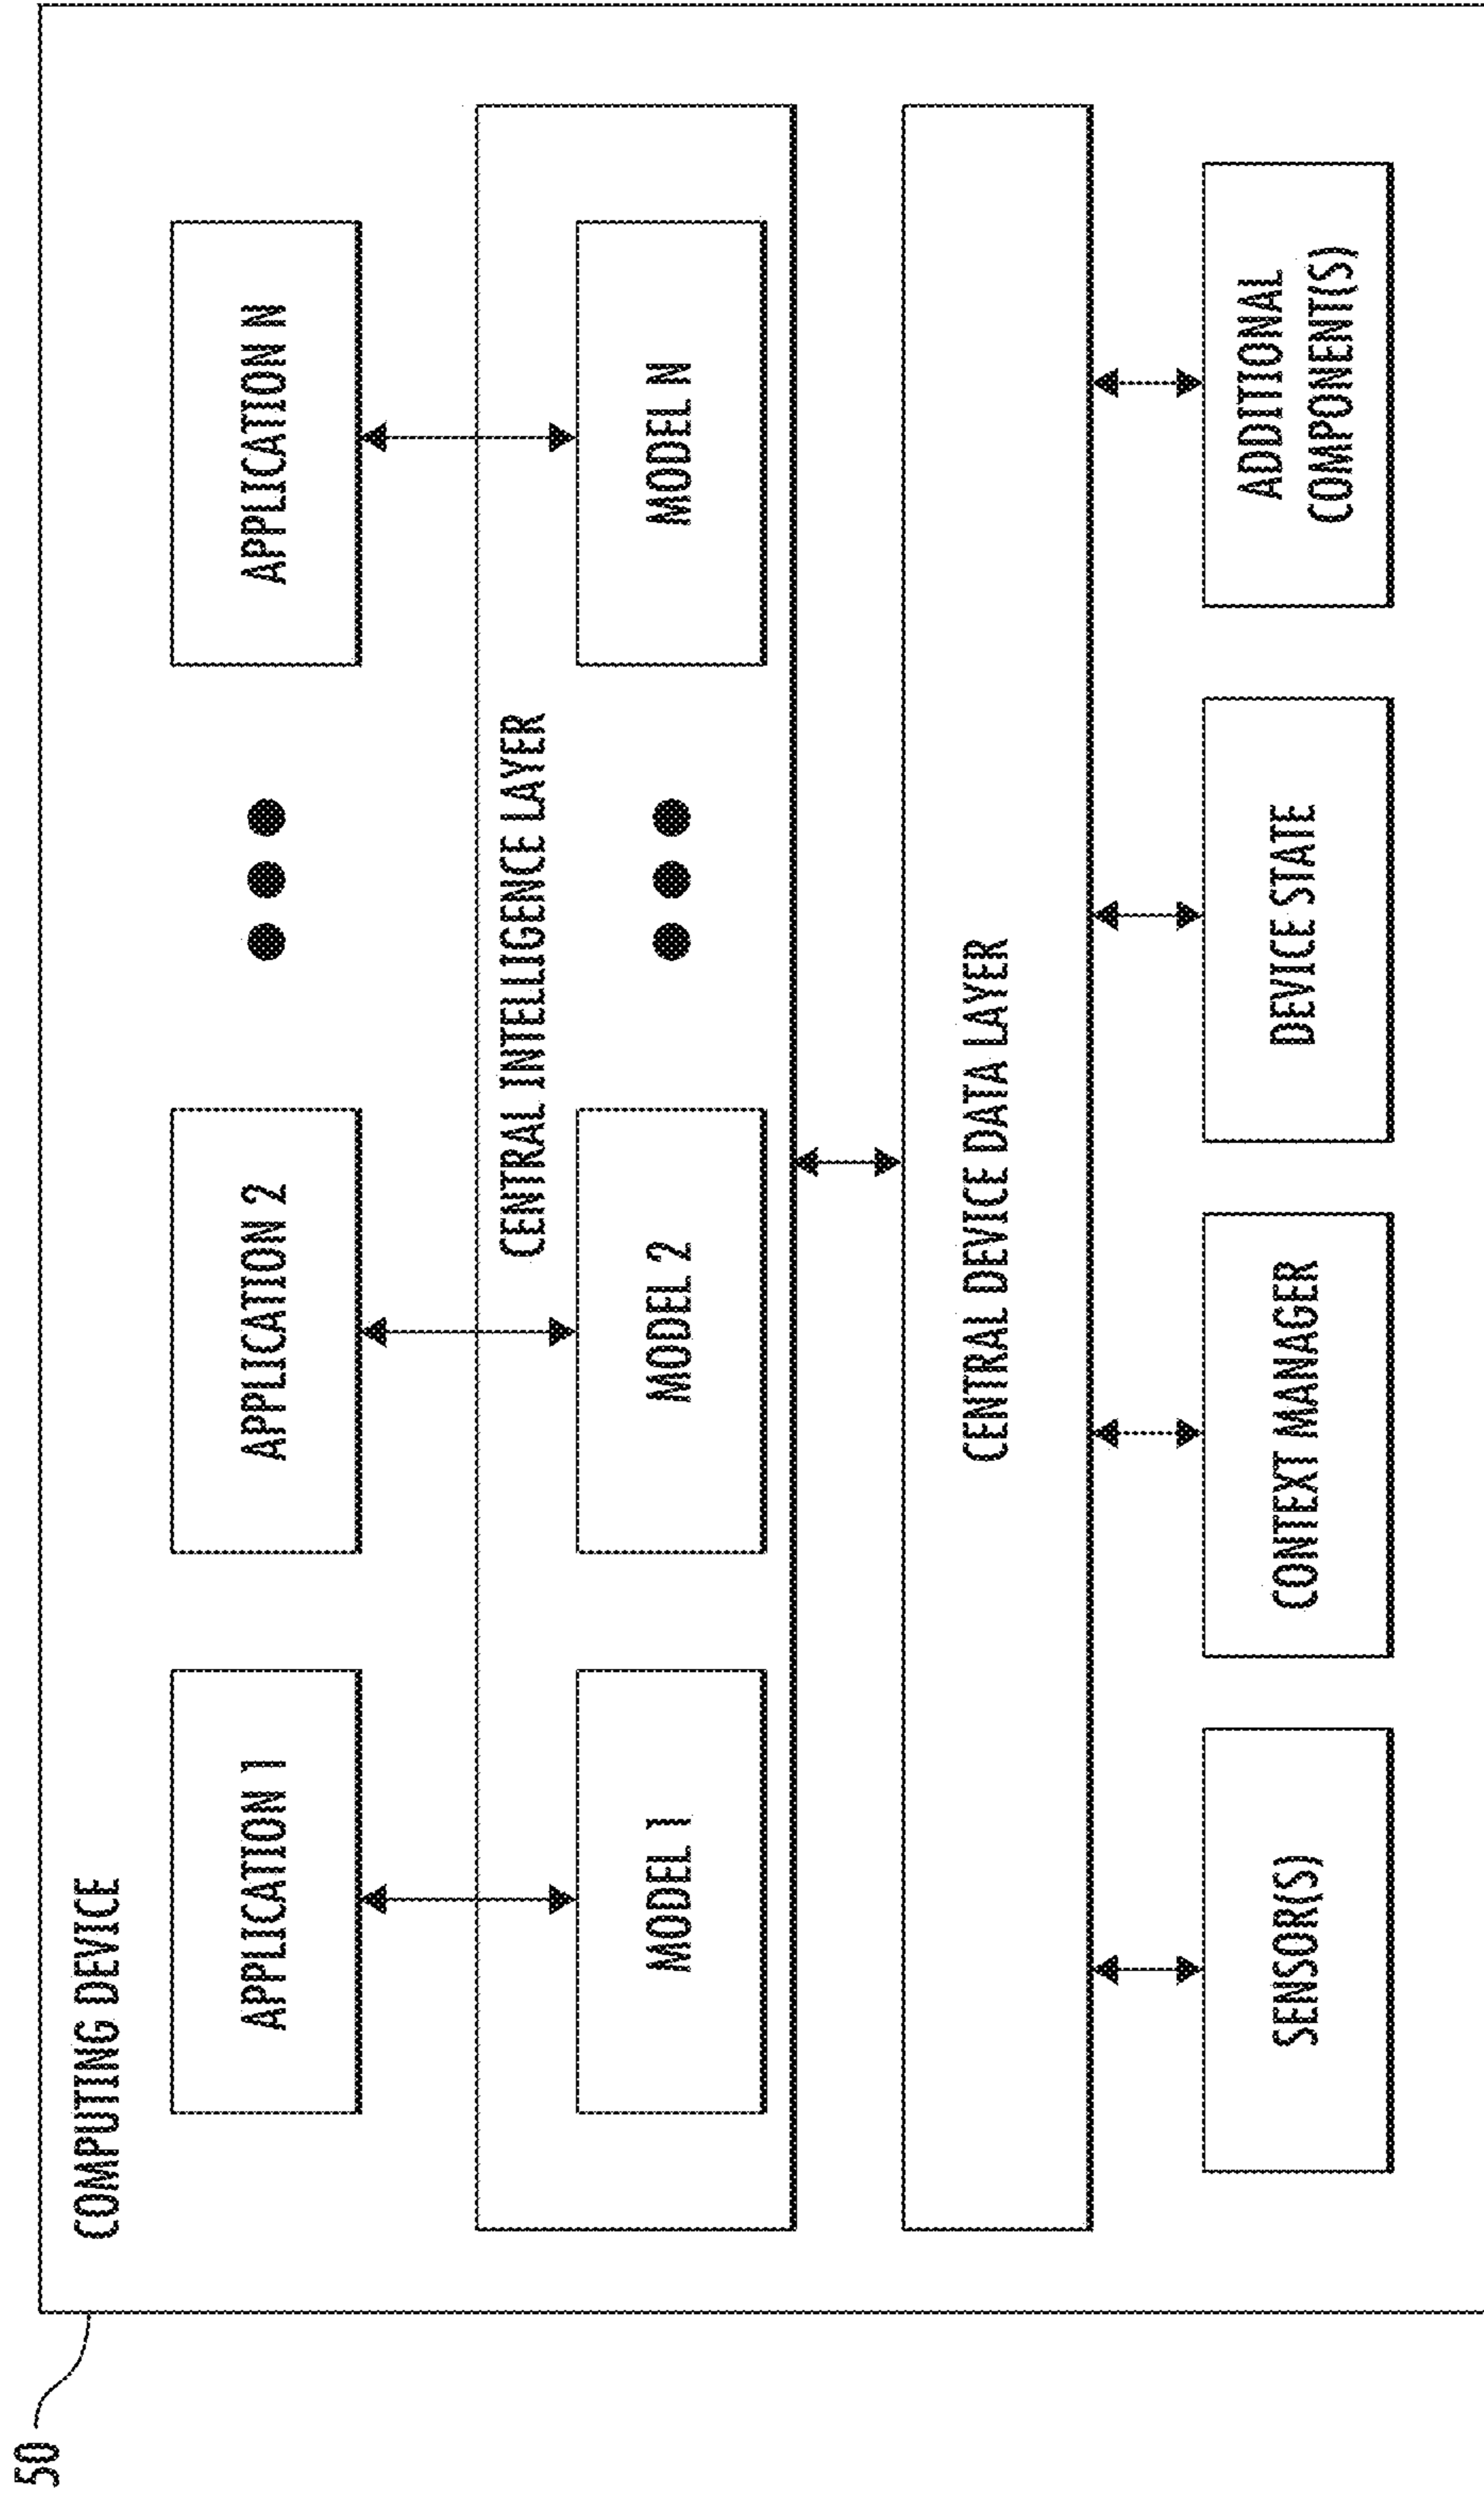 50
COMPUTING DEVICE
APPLICATION 1
APPLICATION 2
APPLICATION N
CENTRAL INTELLIGENCE LAYER
MODEL 1
MODEL 2
MODEL N
CENTRAL DEVICE DATA LAYER
SENSOR(S)
CONTEXT MANAGER
DEVICE STATE
ADDITIONAL
COMPONENT(S)